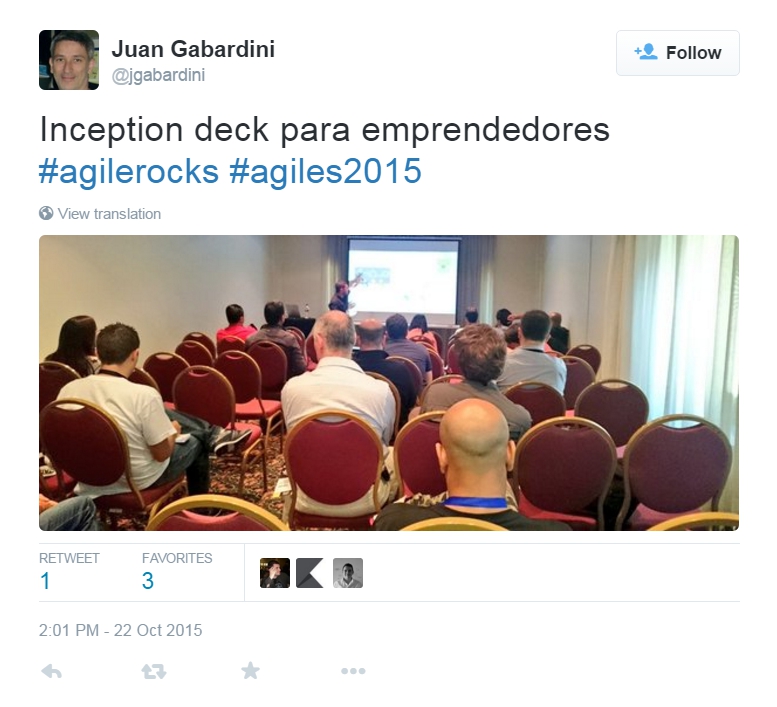 Juan Gabardini
@jgabardini
Follow
Inception deck para emprendedores
#agilerocks #agiles2015
View translation
RETWEET
FAVORITES
1
3
2:01 PM - 22 Oct 2015